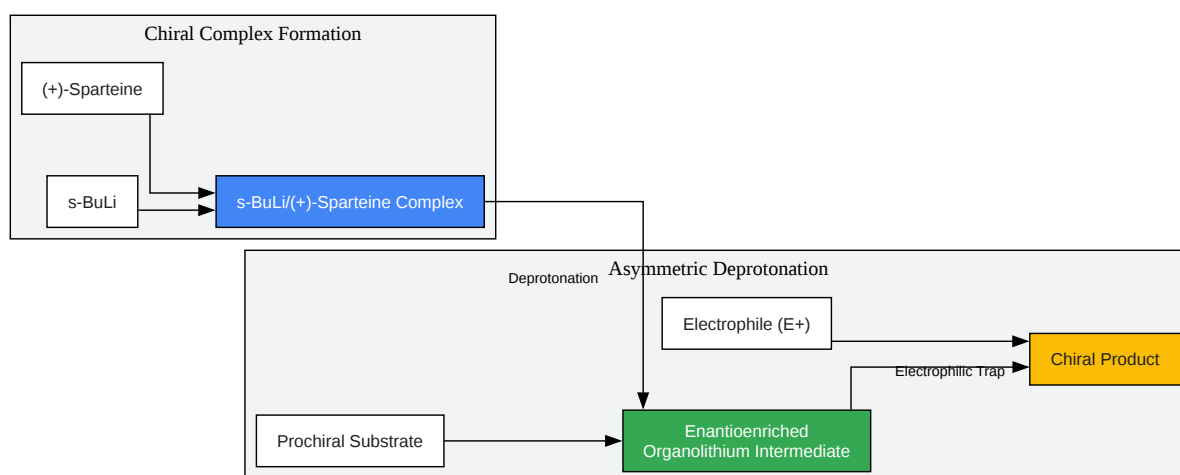 Chiral Complex Formation
(+)-Sparteine
s-BuLi
s-BuLi/(+)-Sparteine Complex
Deprotonation
Asymmetric Deprotonation
Electrophile (E+)
Chiral Product
Electrophilic Trap
Prochiral Substrate
Enantioenriched
Organolithium Intermediate